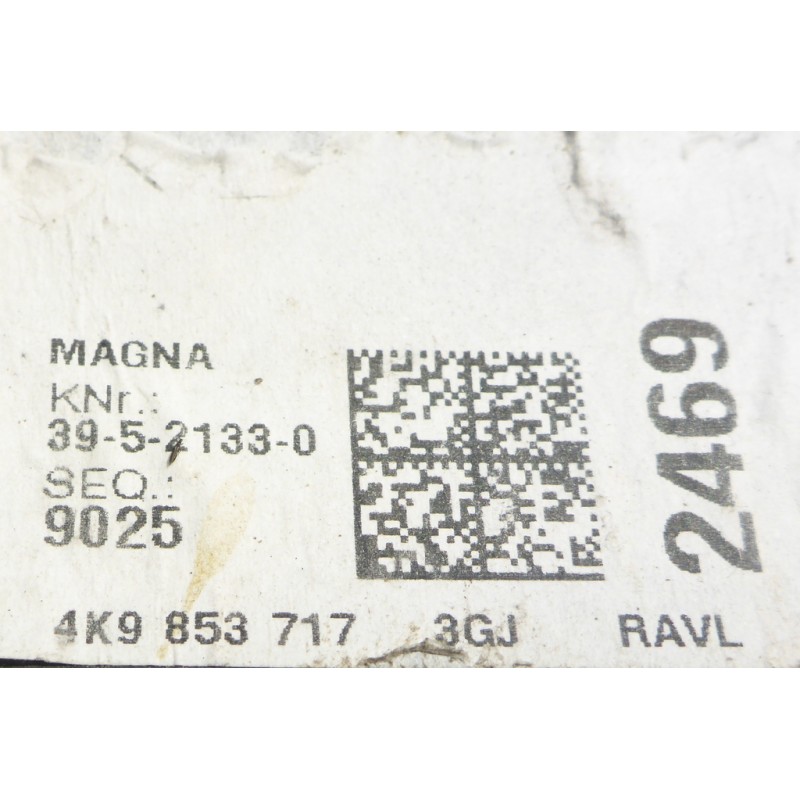 MAGNA
KNr.:
39-5-2133-0
SEQ.:
9025
4K9 853 717 3GJ RAVL
2469